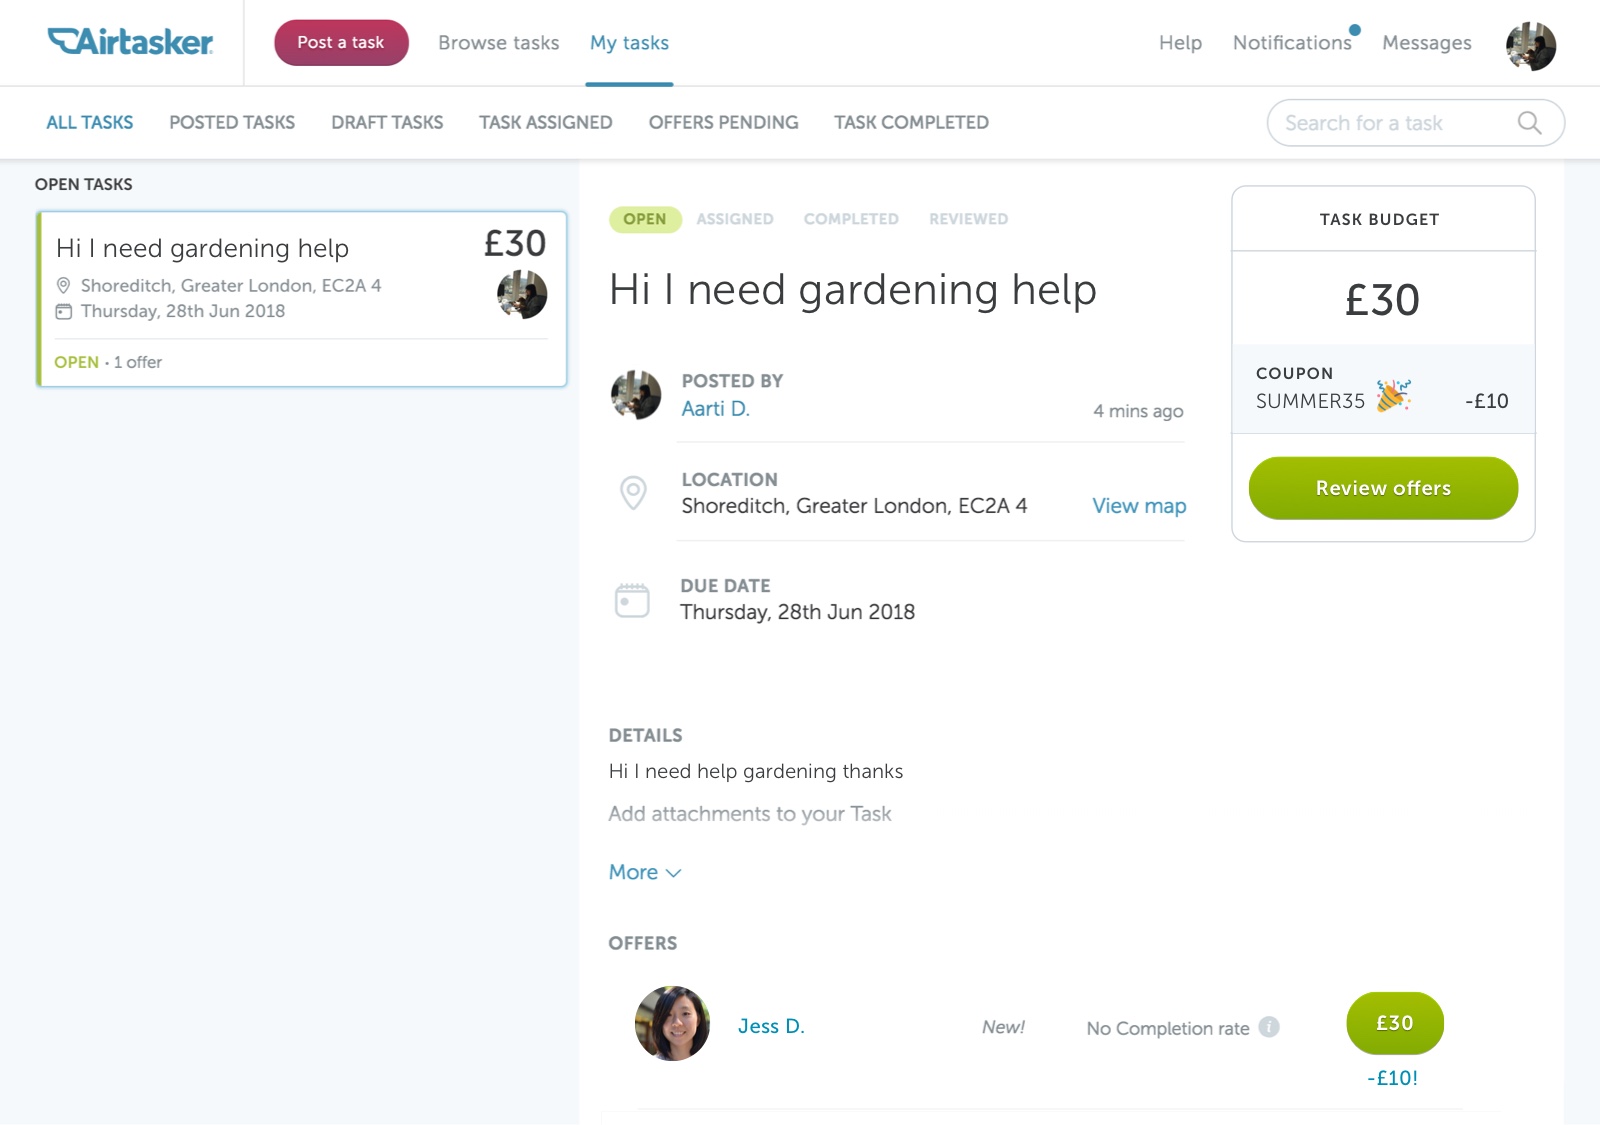 Airtasker
Post a task
Browse tasks
My tasks
Help
Notifications
Messages
ALL TASKS
POSTED TASKS
DRAFT TASKS
TASK ASSIGNED
OFFERS PENDING
TASK COMPLETED
Search for a task
OPEN TASKS
Hi I need gardening help
£30
Shoreditch, Greater London, EC2A 4
Thursday, 28th Jun 2018
OPEN • 1 offer
OPEN
ASSIGNED
COMPLETED
REVIEWED
Hi I need gardening help
POSTED BY
Aarti D.
4 mins ago
LOCATION
Shoreditch, Greater London, EC2A 4
View map
DUE DATE
Thursday, 28th Jun 2018
TASK BUDGET
£30
COUPON
SUMMER35
-£10
Review offers
DETAILS
Hi I need help gardening thanks
Add attachments to your Task
More
OFFERS
Jess D.
New!
No Completion rate
i
£30
-£10!